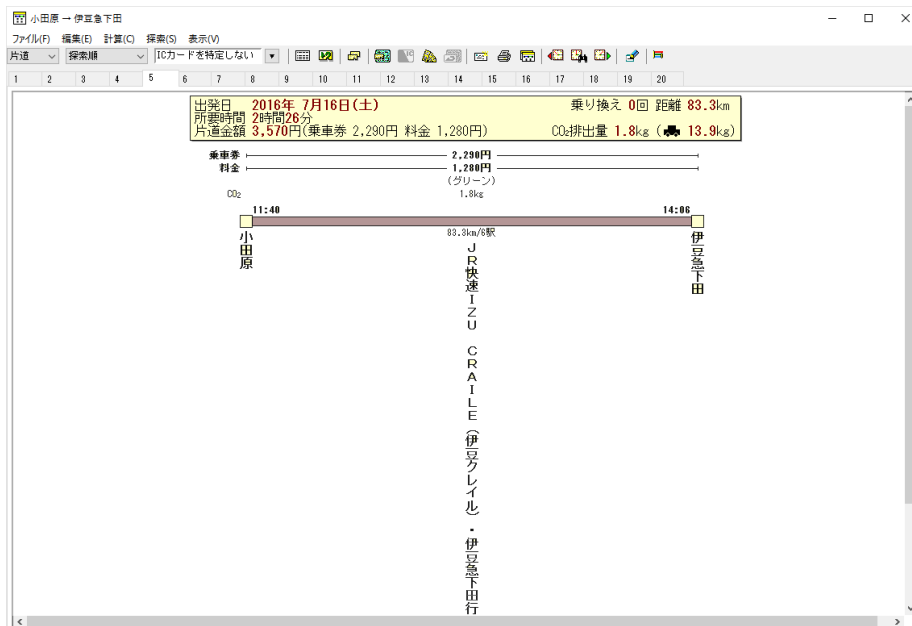 小田原 → 伊豆急下田
ファイル(F) 編集(E) 計算(C) 探索(S) 表示(V)
片道 探索順 ICカードを特定しない
1 2 3 4 5 6 7 8 9 10 11 12 13 14 15 16 17 18 19 20
出発日 2016年 7月16日(土) 乗り換え 0回 距離 83.3km
所要時間 2時間26分
片道金額 3,570円(乗車券 2,290円 料金 1,280円) CO₂排出量 1.8kg ( 13.9kg)
乗車券 2,290円
料金 1,280円
(グリーン)
CO₂ 1.8kg
11:40 14:06
83.3km/6駅
小田原
JR快速IZU CRAILE(伊豆クレイル)・伊豆急下田行
伊豆急下田